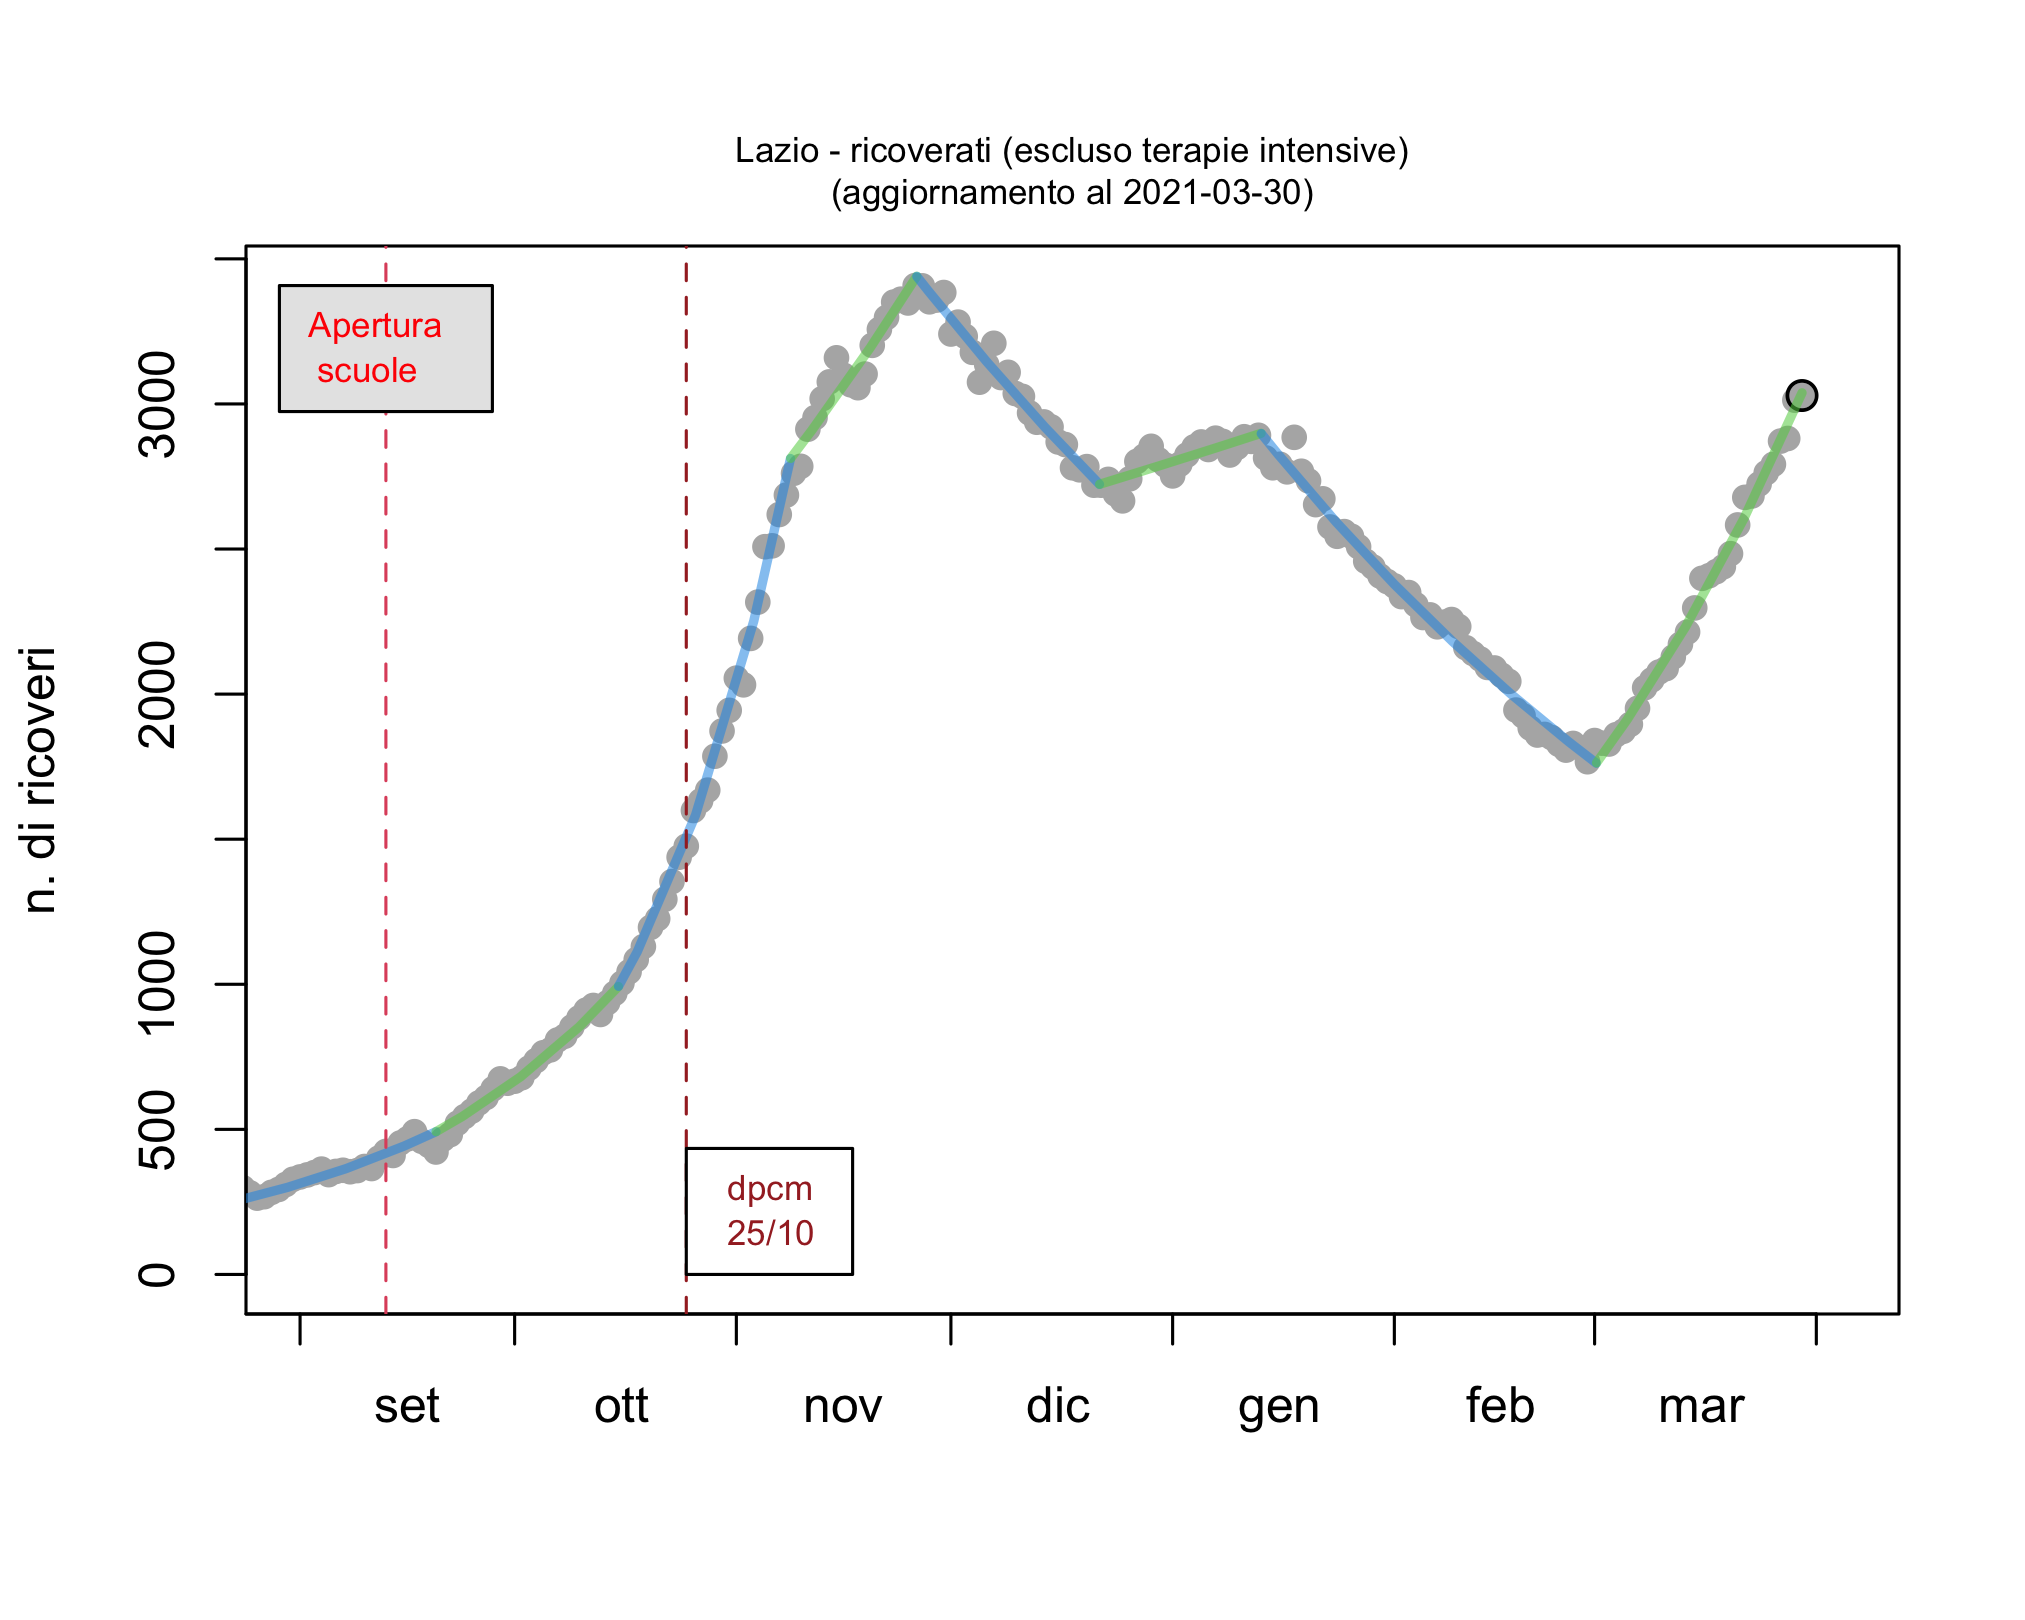 Lazio - ricoverati (escluso terapie intensive)
(aggiornamento al 2021-03-30)
Apertura
scuole
n. di ricoveri
3000
2000
1000
500
0
dpcm
25/10
set ott nov dic gen feb mar